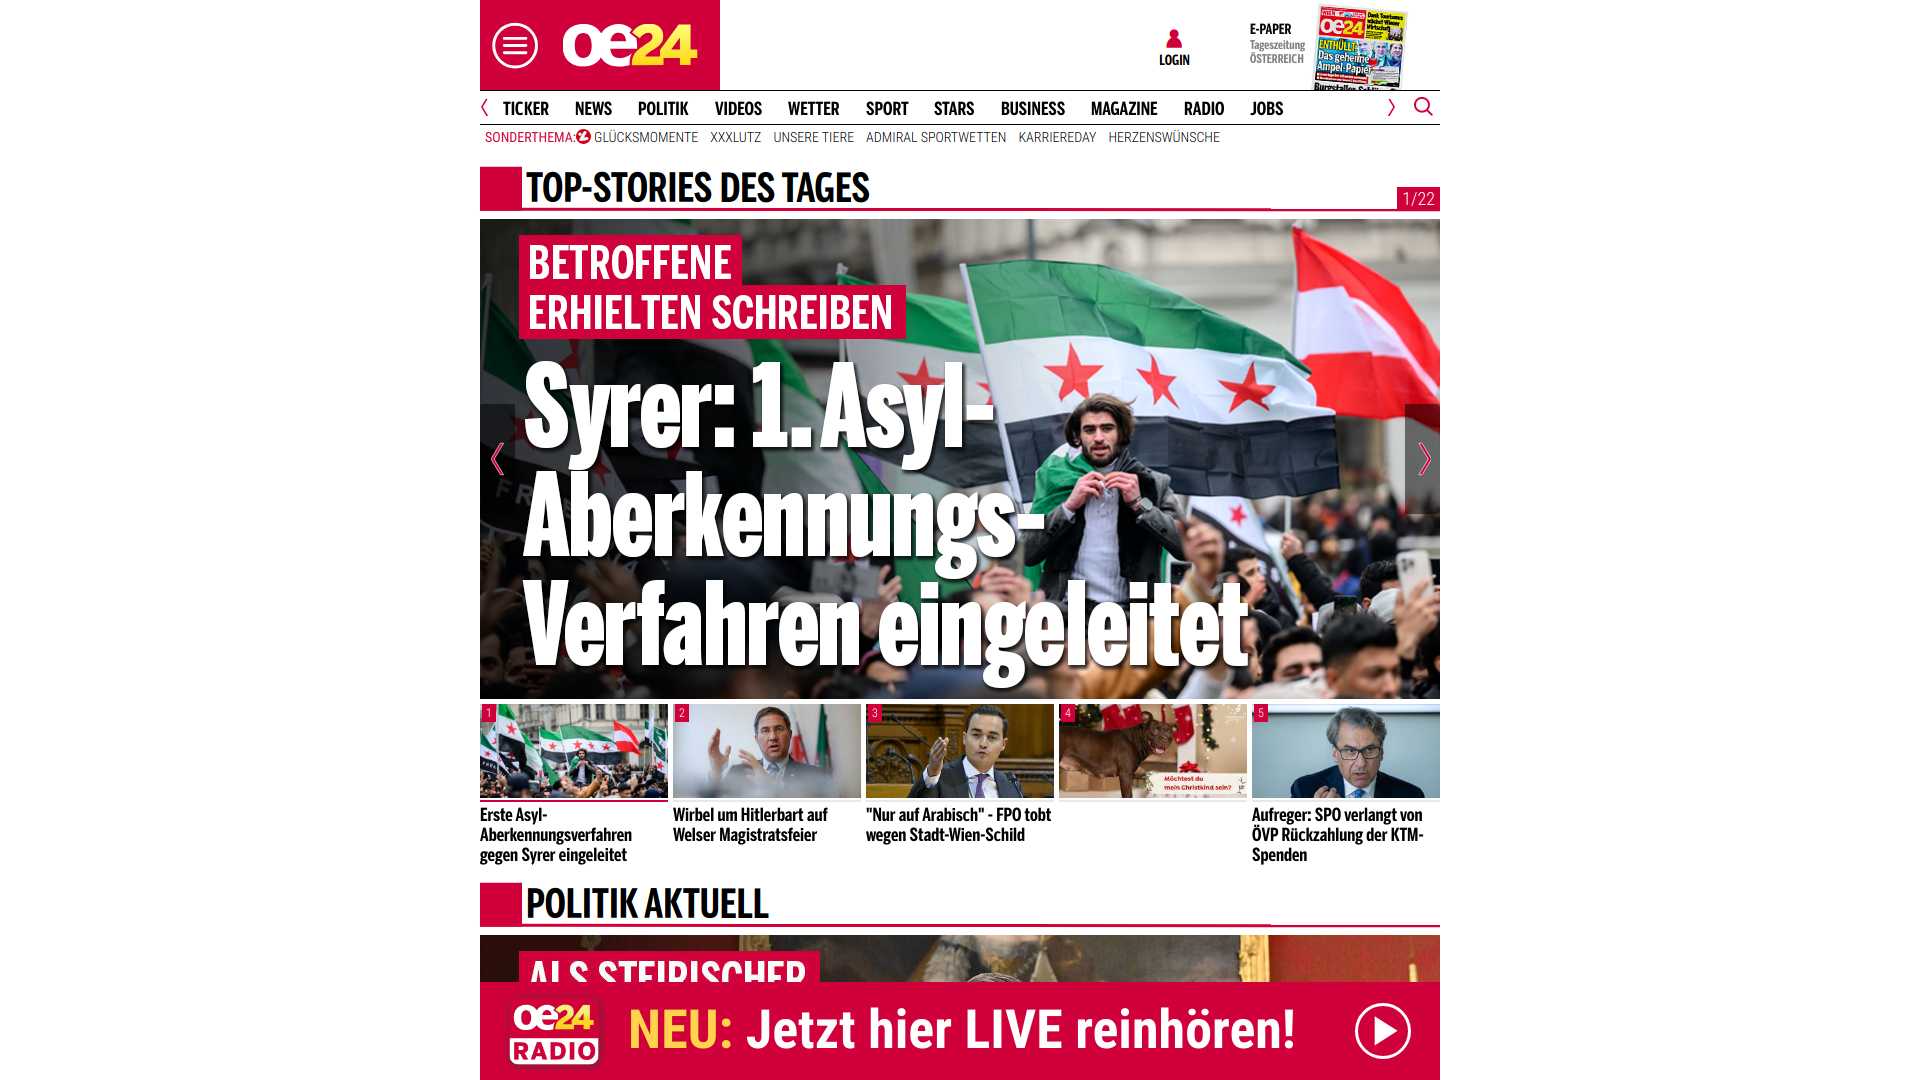 oe24
LOGIN
E-PAPER
Tageszeitung
ÖSTERREICH
oe24
ENTHÜLLT
Das geheime
Ampel-Papier
TICKER NEWS POLITIK VIDEOS WETTER SPORT STARS BUSINESS MAGAZINE RADIO JOBS
SONDERTHEMA: GLÜCKSMOMENTE XXXLUTZ UNSERE TIERE ADMIRAL SPORTWETTEN KARRIEREDAY HERZENSWÜNSCHE
TOP-STORIES DES TAGES
1/22
BETROFFENE
ERHIELTEN SCHREIBEN
Syrer: 1. Asyl-
Aberkennungs-
Verfahren eingeleitet
1
2
3
4
5
Möchtest du
mein Christkind sein?
Erste Asyl-
Aberkennungsverfahren
gegen Syrer eingeleitet
Wirbel um Hitlerbart auf
Welser Magistratsfeier
"Nur auf Arabisch" - FPO tobt
wegen Stadt-Wien-Schild
Aufreger: SPO verlangt von
ÖVP Rückzahlung der KTM-
Spenden
POLITIK AKTUELL
ALS STEIRISCHER
oe24
RADIO
NEU: Jetzt hier LIVE reinhören!